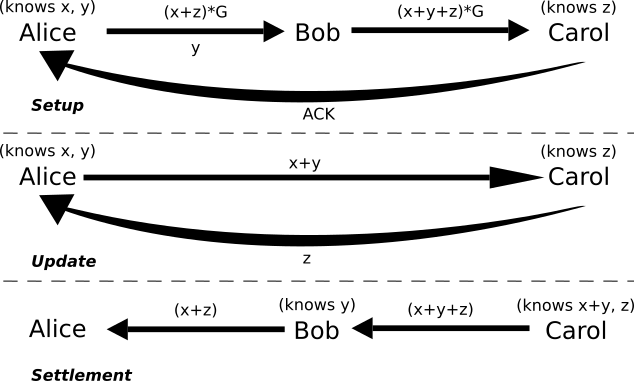 (knows x, y) (x+z)*G (x+y+z)*G (knows z)
Alice Bob Carol
y
Setup
ACK
(knows x, y) (knows z)
Alice x+y Carol
Update z
(x+z) (knows y) (x+y+z) (knows x+y, z)
Alice Bob Carol
Settlement